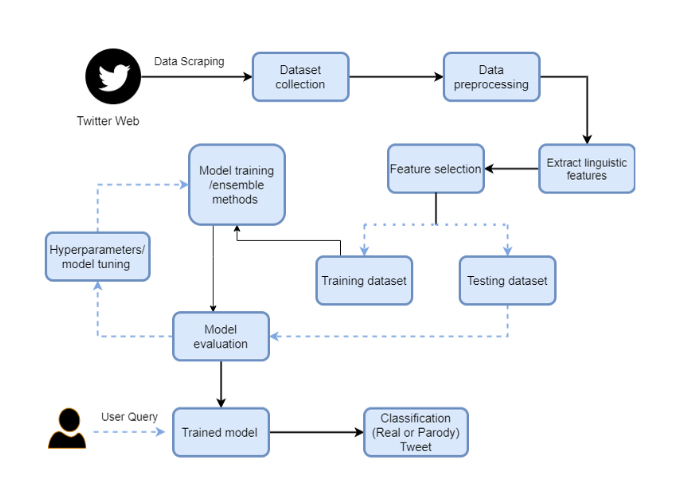 Data Scraping
Dataset
collection
Data
preprocessing
Twitter Web
Model training
/ensemble
methods
Feature selection
Extract linguistic
features
Hyperparameters/
model tuning
Training dataset
Testing dataset
Model
evaluation
User Query
Trained model
Classification
(Real or Parody)
Tweet